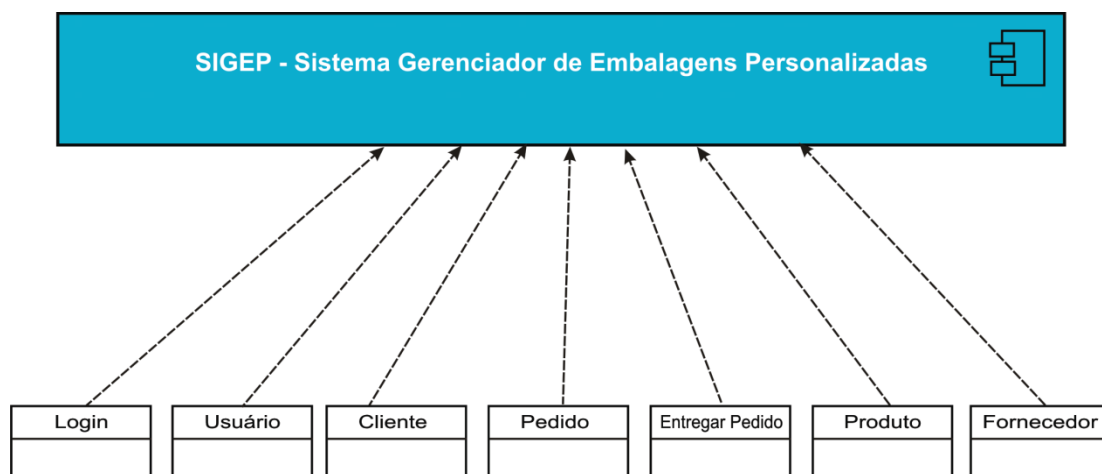 SIGEP - Sistema Gerenciador de Embalagens Personalizadas
Login
Usuário
Cliente
Pedido
Entregar Pedido
Produto
Fornecedor